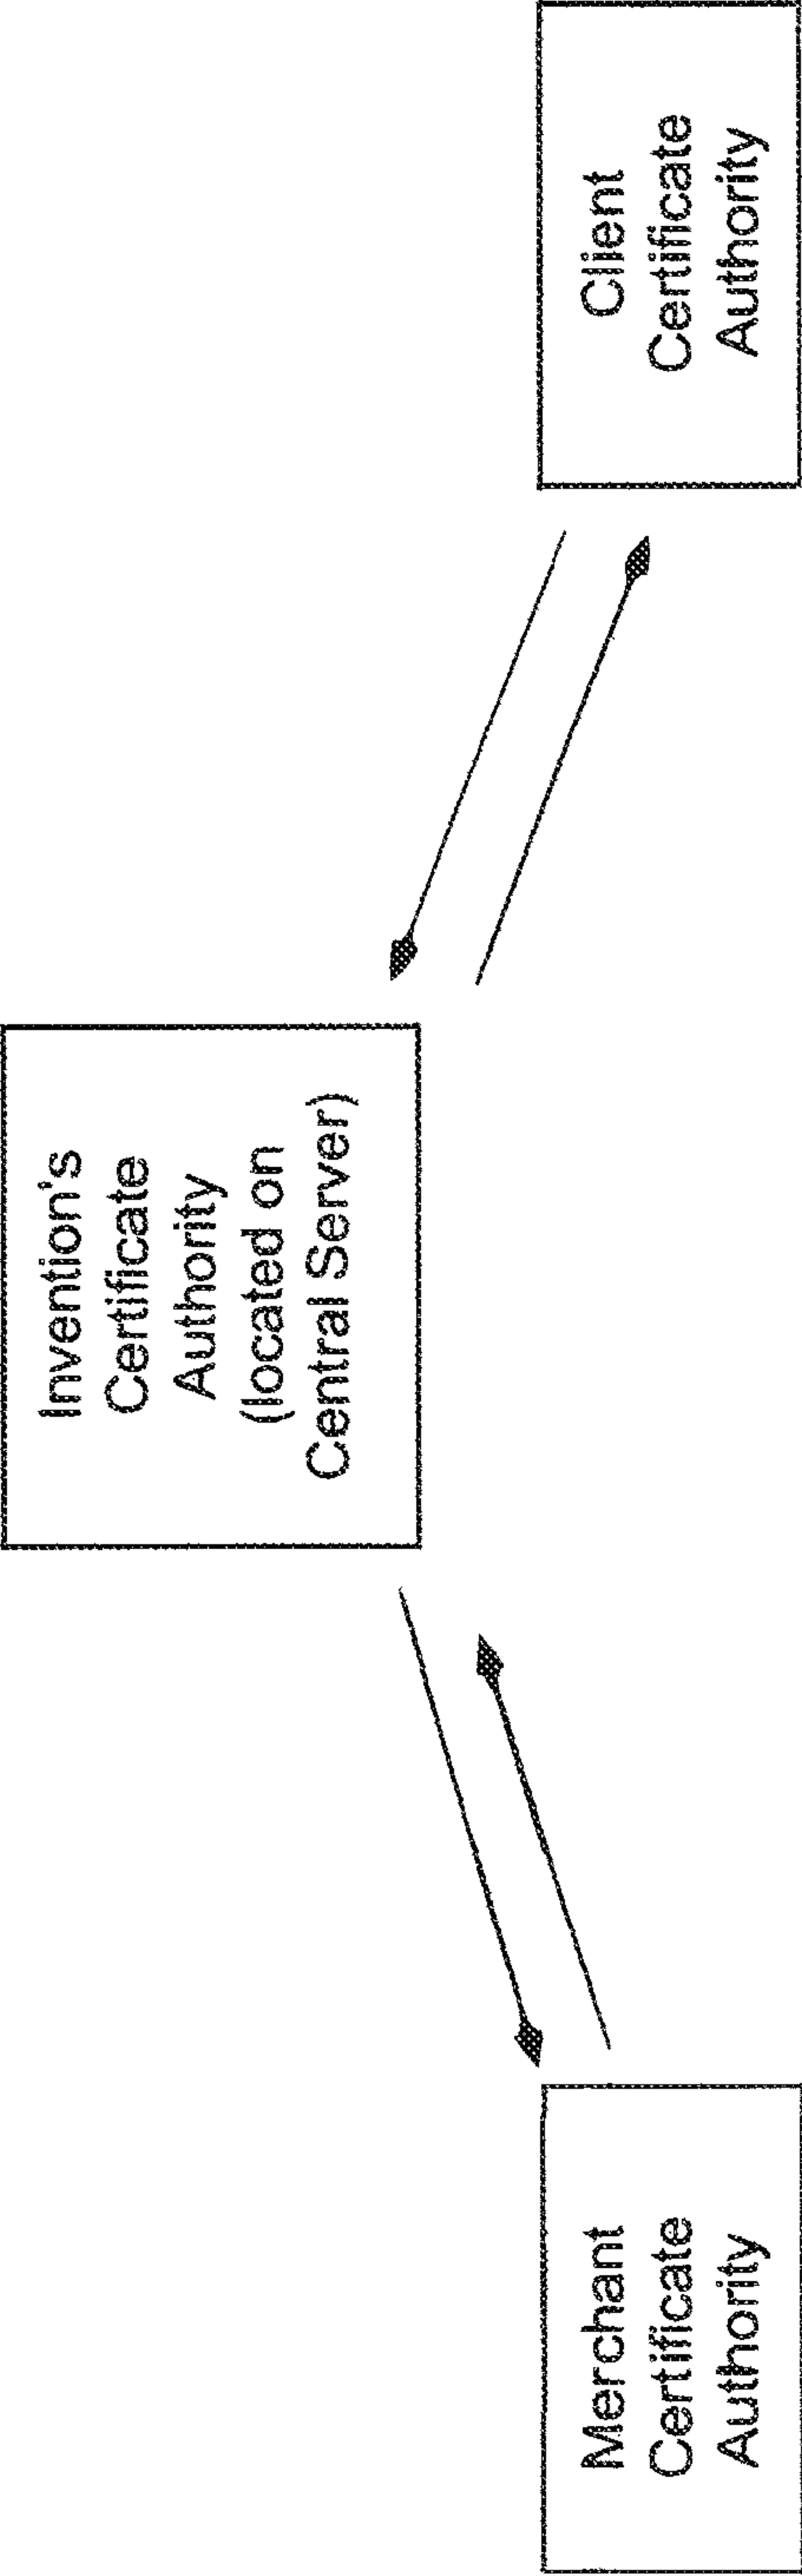 Invention's
Certificate
Authority
(located on
Central Server)
Merchant
Certificate
Authority
Client
Certificate
Authority